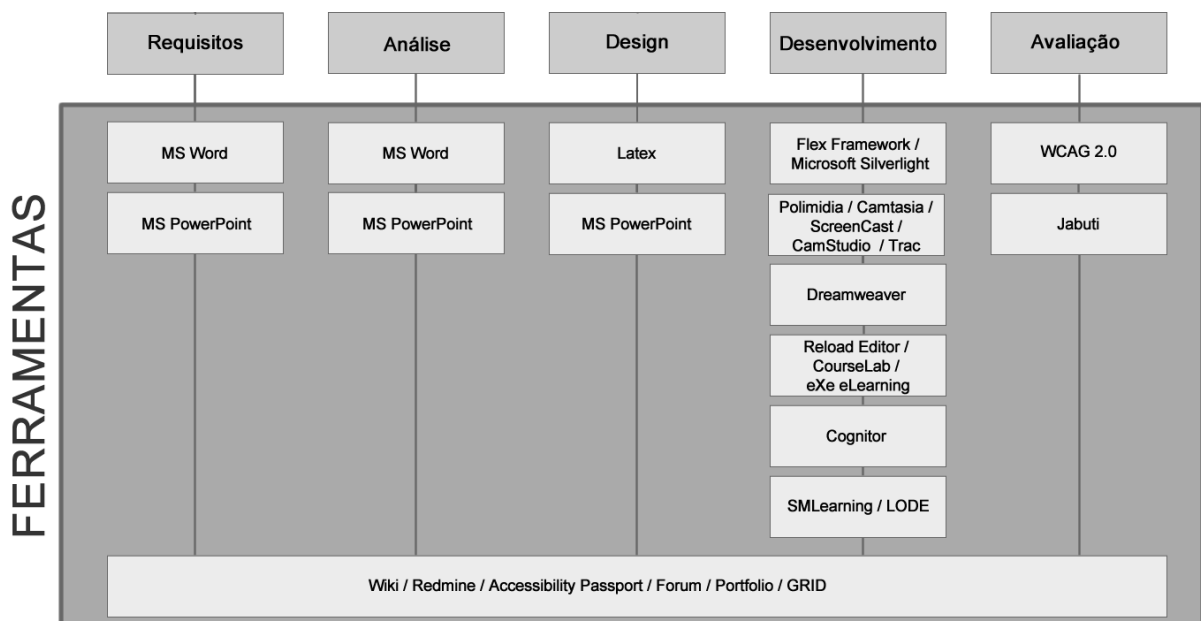 Requisitos
Análise
Design
Desenvolvimento
Avaliação
FERRAMENTAS
MS Word
MS PowerPoint
MS Word
MS PowerPoint
Latex
MS PowerPoint
Flex Framework /
Microsoft Silverlight
Polimidia / Camtasia /
ScreenCast /
CamStudio / Trac
Dreamweaver
Reload Editor /
CourseLab /
eXe eLearning
Cognitor
SMLearning / LODE
WCAG 2.0
Jabuti
Wiki / Redmine / Accessibility Passport / Forum / Portfolio / GRID